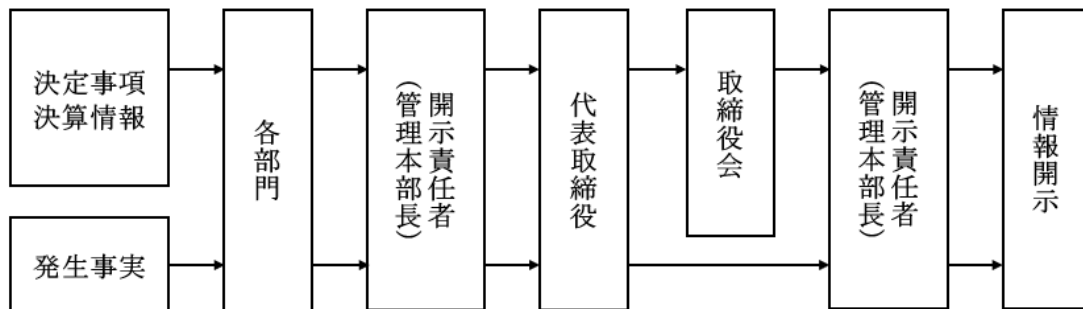 決定事項
決算情報
発生事実
各部門
開示責任者
(管理本部長)
代表取締役
取締役会
開示責任者
(管理本部長)
情報開示